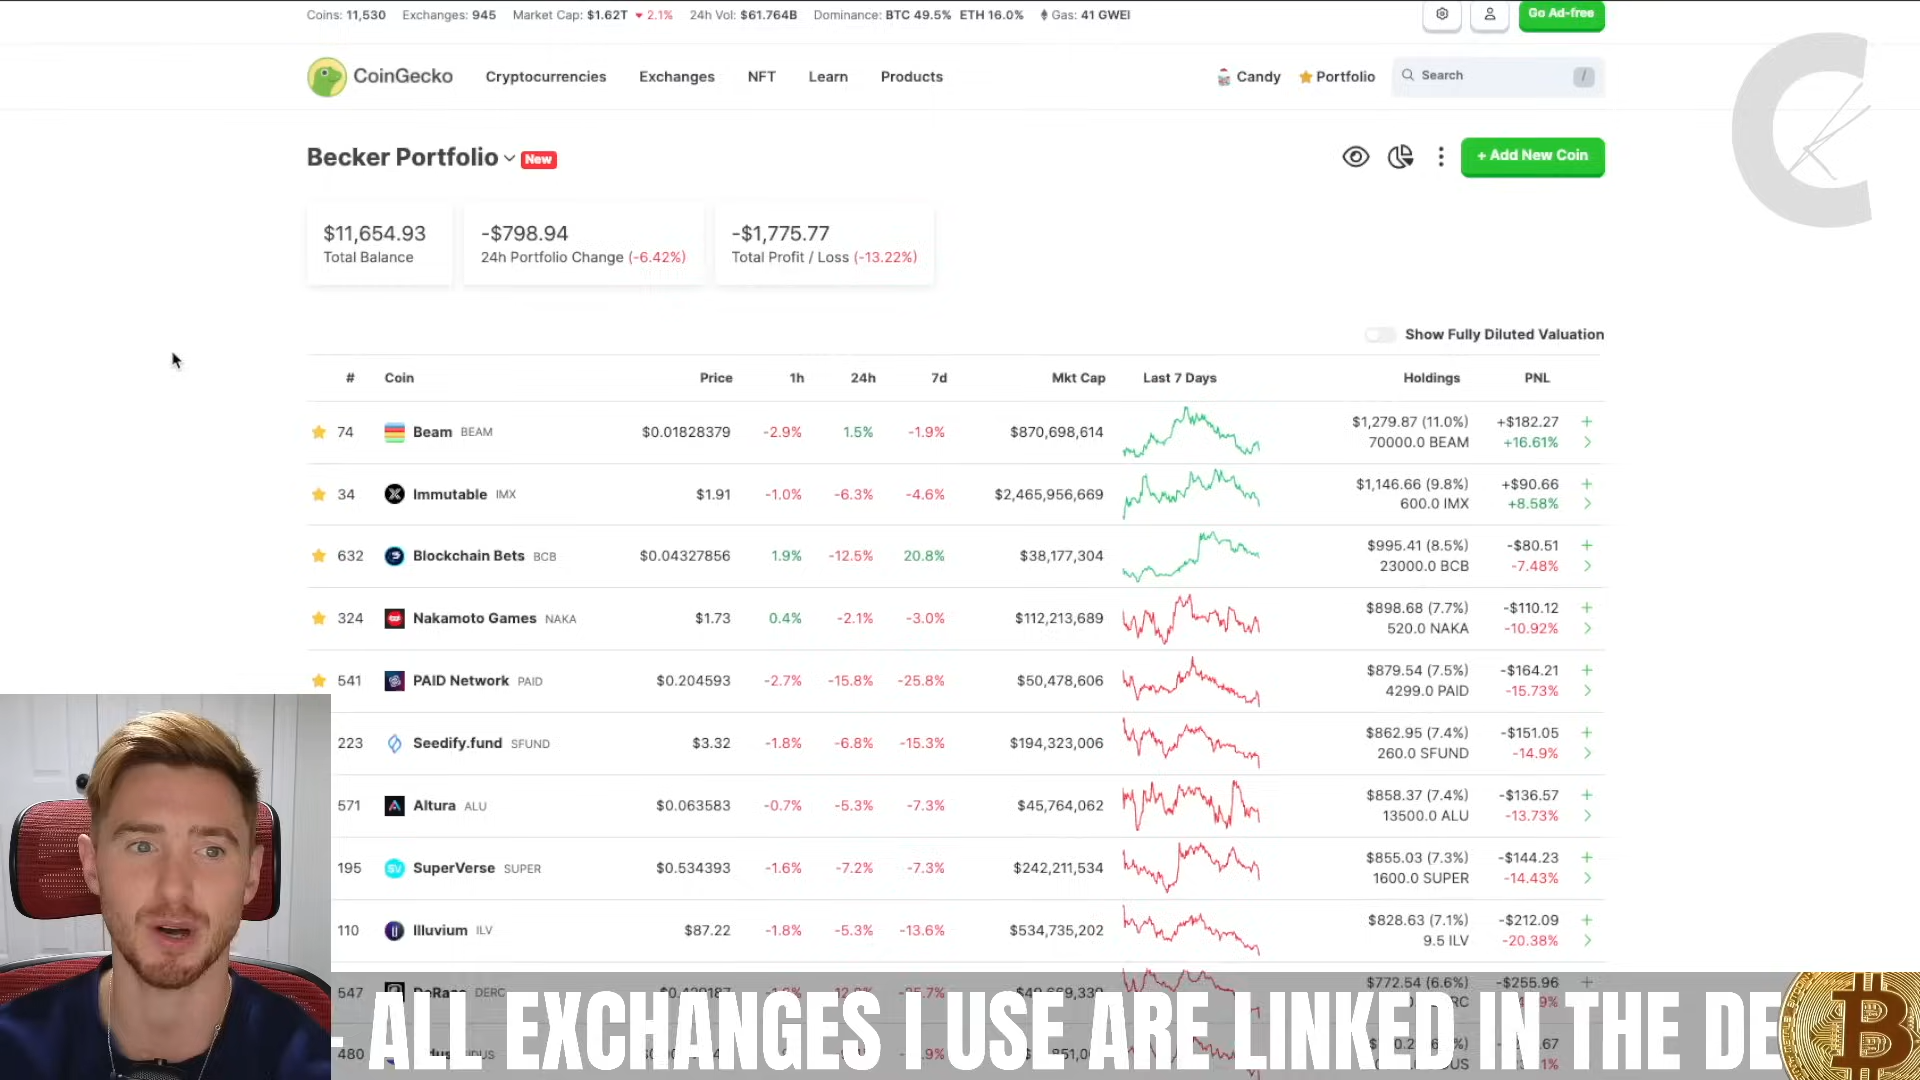 Coins: 11,530 Exchanges: 945 Market Cap: $1.62T 2.1% 24h Vol: $61.764B Dominance: BTC 49.5% ETH 16.0% Gas: 41 GWEI Go Ad-free
CoinGecko Cryptocurrencies Exchanges NFT Learn Products Candy Portfolio Search /
Becker Portfolio New + Add New Coin
$11,654.93 -$798.94 -$1,775.77
Total Balance 24h Portfolio Change (-6.42%) Total Profit / Loss (-13.22%)
Show Fully Diluted Valuation
# Coin Price 1h 24h 7d Mkt Cap Last 7 Days Holdings PNL
74 Beam BEAM $0.01828379 -2.9% 1.5% -1.9% $870,698,614 $1,279.87 (11.0%) +$182.27
70000.0 BEAM +16.61%
34 Immutable IMX $1.91 -1.0% -6.3% -4.6% $2,465,956,669 $1,146.66 (9.8%) +$90.66
600.0 IMX +8.58%
632 Blockchain Bets BCB $0.04327856 1.9% -12.5% 20.8% $38,177,304 $995.41 (8.5%) -$80.51
23000.0 BCB -7.48%
324 Nakamoto Games NAKA $1.73 0.4% -2.1% -3.0% $112,213,689 $898.68 (7.7%) -$110.12
520.0 NAKA -10.92%
541 PAID Network PAID $0.204593 -2.7% -15.8% -25.8% $50,478,606 $879.54 (7.5%) -$164.21
4299.0 PAID -15.73%
223 Seedify.fund SFUND $3.32 -1.8% -6.8% -15.3% $194,323,006 $862.95 (7.4%) -$151.05
260.0 SFUND -14.9%
571 Altura ALU $0.063583 -0.7% -5.3% -7.3% $45,764,062 $858.37 (7.4%) -$136.57
13500.0 ALU -13.73%
195 SuperVerse SUPER $0.534393 -1.6% -7.2% -7.3% $242,211,534 $855.03 (7.3%) -$144.23
1600.0 SUPER -14.43%
110 Illuvium ILV $87.22 -1.8% -5.3% -13.6% $534,735,202 $828.63 (7.1%) -$212.09
9.5 ILV -20.38%
547 DeRace DERC $772.54 (6.6%) -$255.96
480
- ALL EXCHANGES I USE ARE LINKED IN THE DE